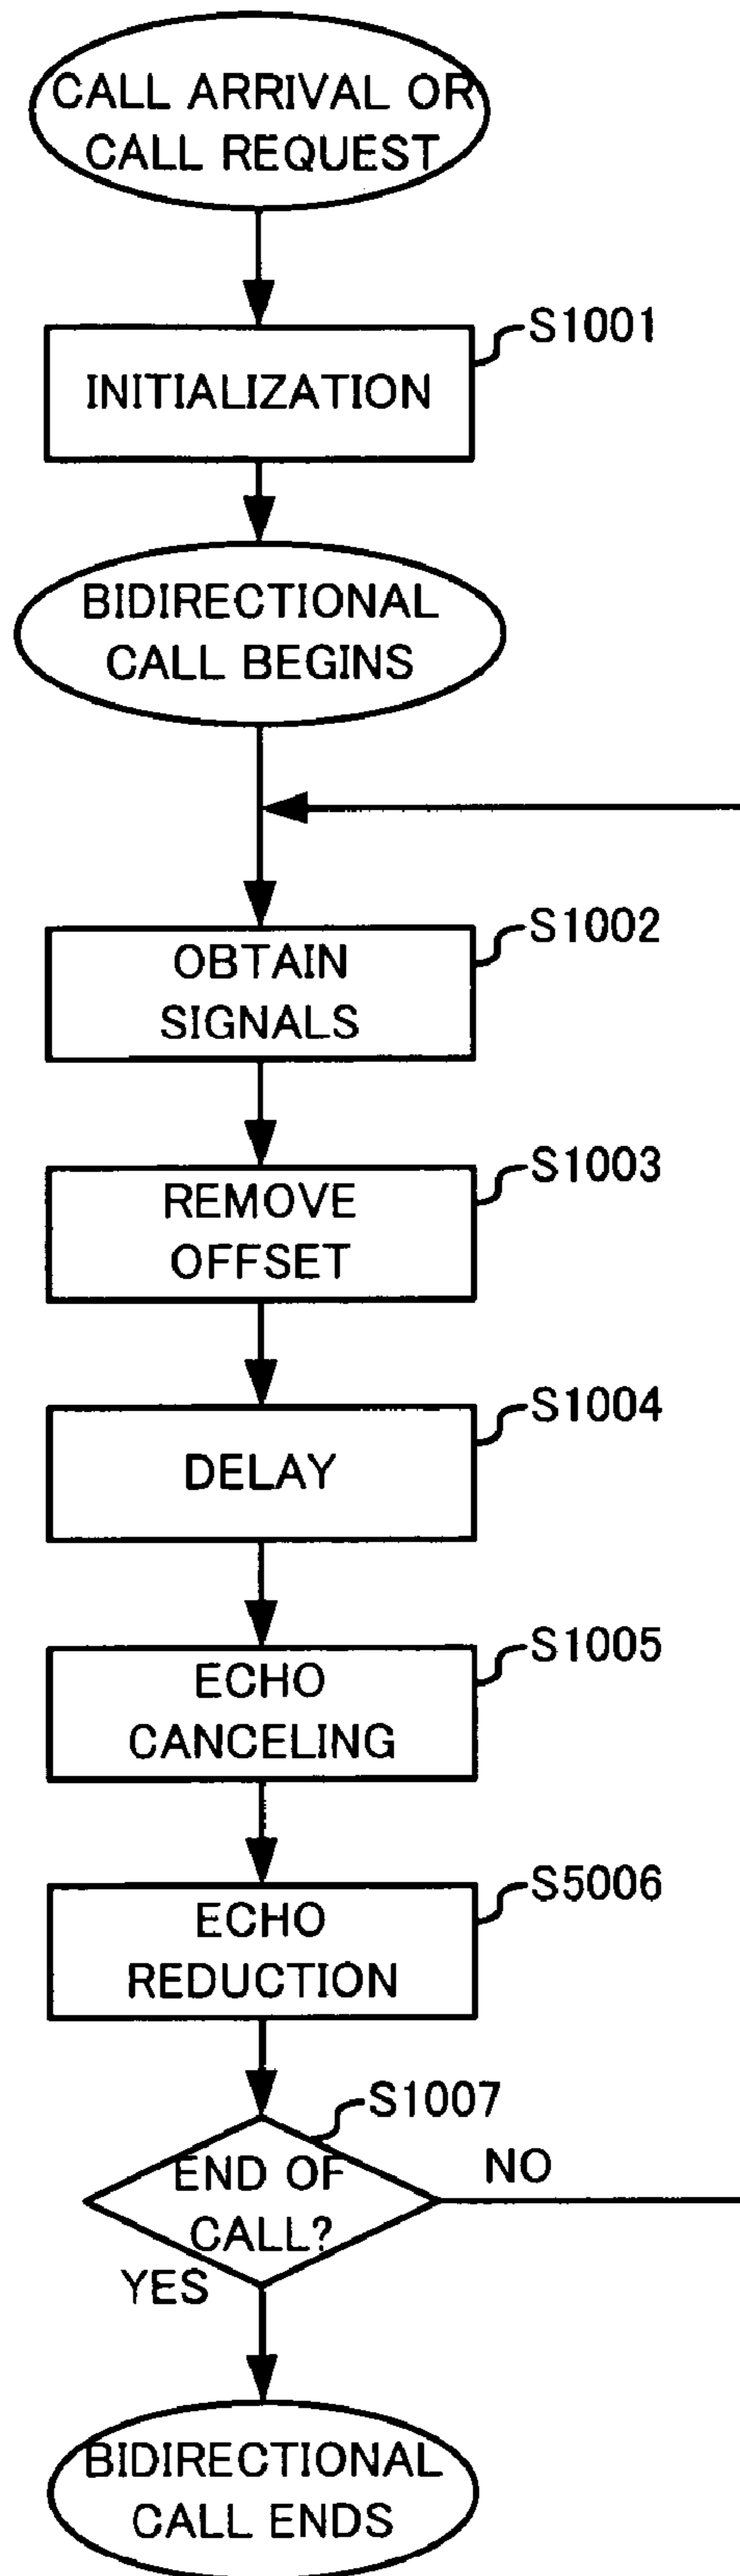 CALL ARRIVAL OR
CALL REQUEST
S1001
INITIALIZATION
BIDIRECTIONAL
CALL BEGINS
S1002
OBTAIN
SIGNALS
S1003
REMOVE
OFFSET
S1004
DELAY
S1005
ECHO
CANCELING
S5006
ECHO
REDUCTION
S1007
END OF
CALL?
NO
YES
BIDIRECTIONAL
CALL ENDS